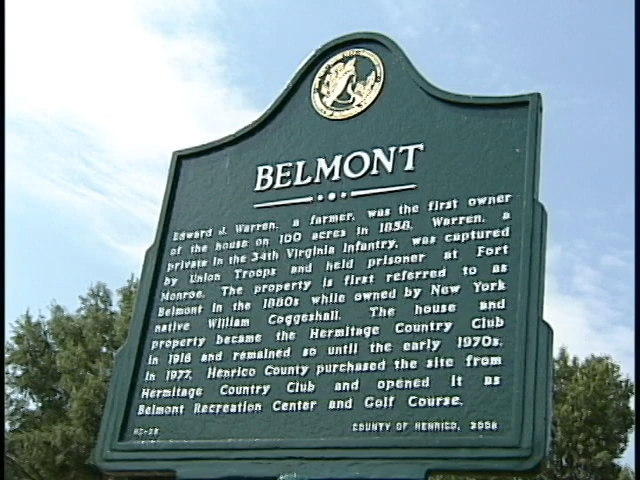 BELMONT
Edward J. Warren, a farmer, was the first owner
of the house on 100 acres in 1858. Warren, a
private in the 34th Virginia Infantry, was captured
by Union Troops and held prisoner at Fort
Monroe. The property is first referred to as
Belmont in the 1880s while owned by New York
native William Coggeshall. The house and
property became the Hermitage Country Club
in 1916 and remained so until the early 1970s.
In 1977, Henrico County purchased the site from
Hermitage Country Club and opened it as
Belmont Recreation Center and Golf Course.
COUNTY OF HENRICO, 2008